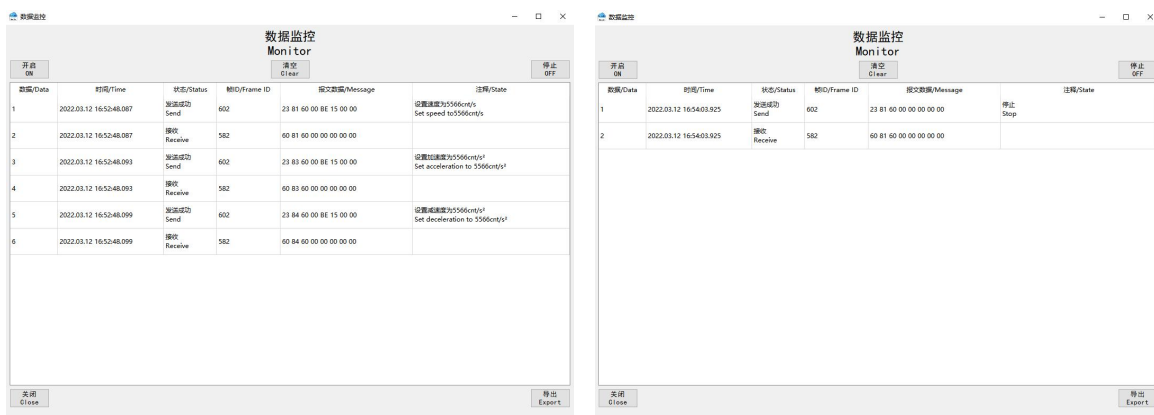 数据监控
数据监控
Monitor
开启
ON
清空
Clear
停止
OFF
数据/Data 时间/Time 状态/Status 帧ID/Frame ID 报文数据/Message 注释/State
1 2022.03.12 16:52:48.087 发送成功 Send 602 23 81 60 00 BE 15 00 00 设置速度为5566cnt/s Set speed to5566cnt/s
2 2022.03.12 16:52:48.087 接收 Receive 582 60 81 60 00 00 00 00 00
3 2022.03.12 16:52:48.093 发送成功 Send 602 23 83 60 00 BE 15 00 00 设置加速度为5566cnt/s² Set acceleration to 5566cnt/s²
4 2022.03.12 16:52:48.093 接收 Receive 582 60 83 60 00 00 00 00 00
5 2022.03.12 16:52:48.099 发送成功 Send 602 23 84 60 00 BE 15 00 00 设置减速度为5566cnt/s² Set deceleration to 5566cnt/s²
6 2022.03.12 16:52:48.099 接收 Receive 582 60 84 60 00 00 00 00 00
关闭
Close
导出
Export
数据监控
数据监控
Monitor
开启
ON
清空
Clear
停止
OFF
数据/Data 时间/Time 状态/Status 帧ID/Frame ID 报文数据/Message 注释/State
1 2022.03.12 16:54:03.925 发送成功 Send 602 23 81 60 00 00 00 00 00 停止 Stop
2 2022.03.12 16:54:03.925 接收 Receive 582 60 81 60 00 00 00 00 00
关闭
Close
导出
Export